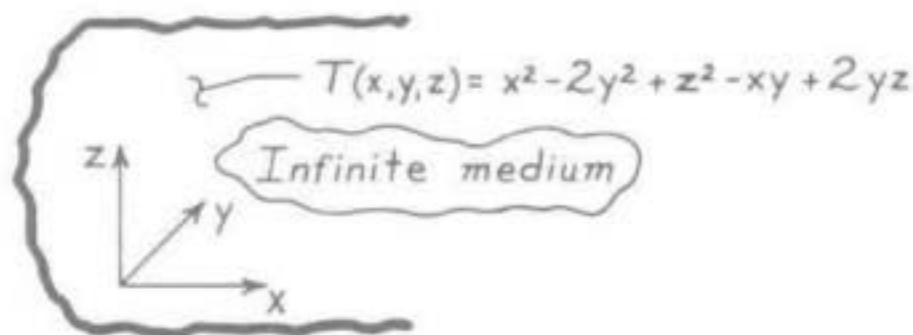 T(x,y,z) = x² - 2y² + z² - xy + 2yz
Infinite medium
z
y
x